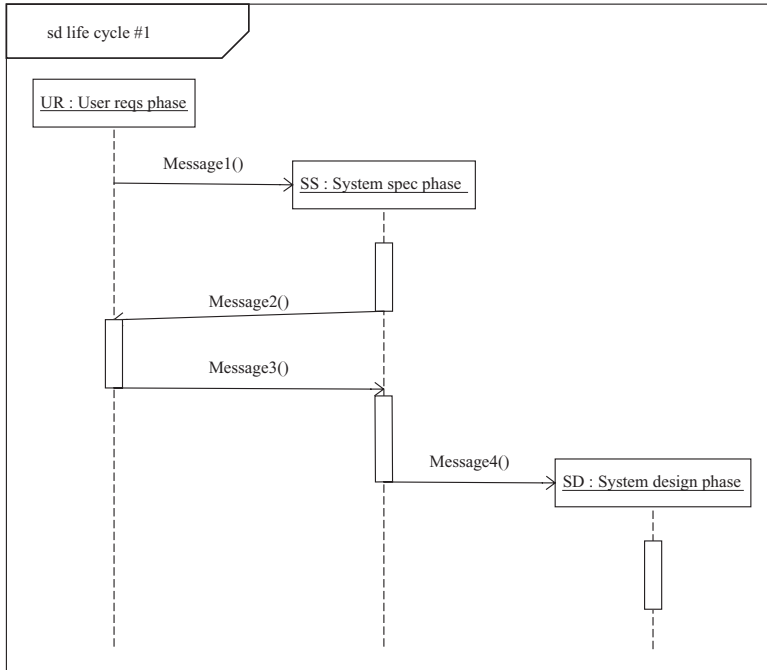 sd life cycle #1
UR : User reqs phase
Message1()
SS : System spec phase
Message2()
Message3()
Message4()
SD : System design phase